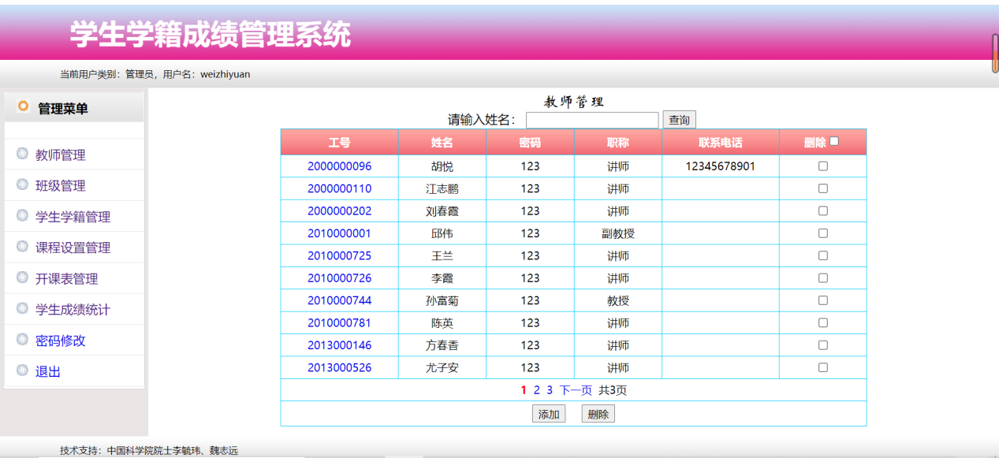 学生学籍成绩管理系统
当前用户类别：管理员，用户名：weizhiyuan
管理菜单
教师管理
班级管理
学生学籍管理
课程设置管理
开课表管理
学生成绩统计
密码修改
退出
教师管理
请输入姓名： 查询
工号 姓名 密码 职称 联系电话 删除
2000000096 胡悦 123 讲师 12345678901
2000000110 江志鹏 123 讲师
2000000202 刘春霞 123 讲师
2010000001 邱伟 123 副教授
2010000725 王兰 123 讲师
2010000726 李霞 123 讲师
2010000744 孙富菊 123 教授
2010000781 陈英 123 讲师
2013000146 方春香 123 讲师
2013000526 尤子安 123 讲师
1 2 3 下一页 共3页
添加 删除
技术支持：中国科学院院士李毓玮、魏志远